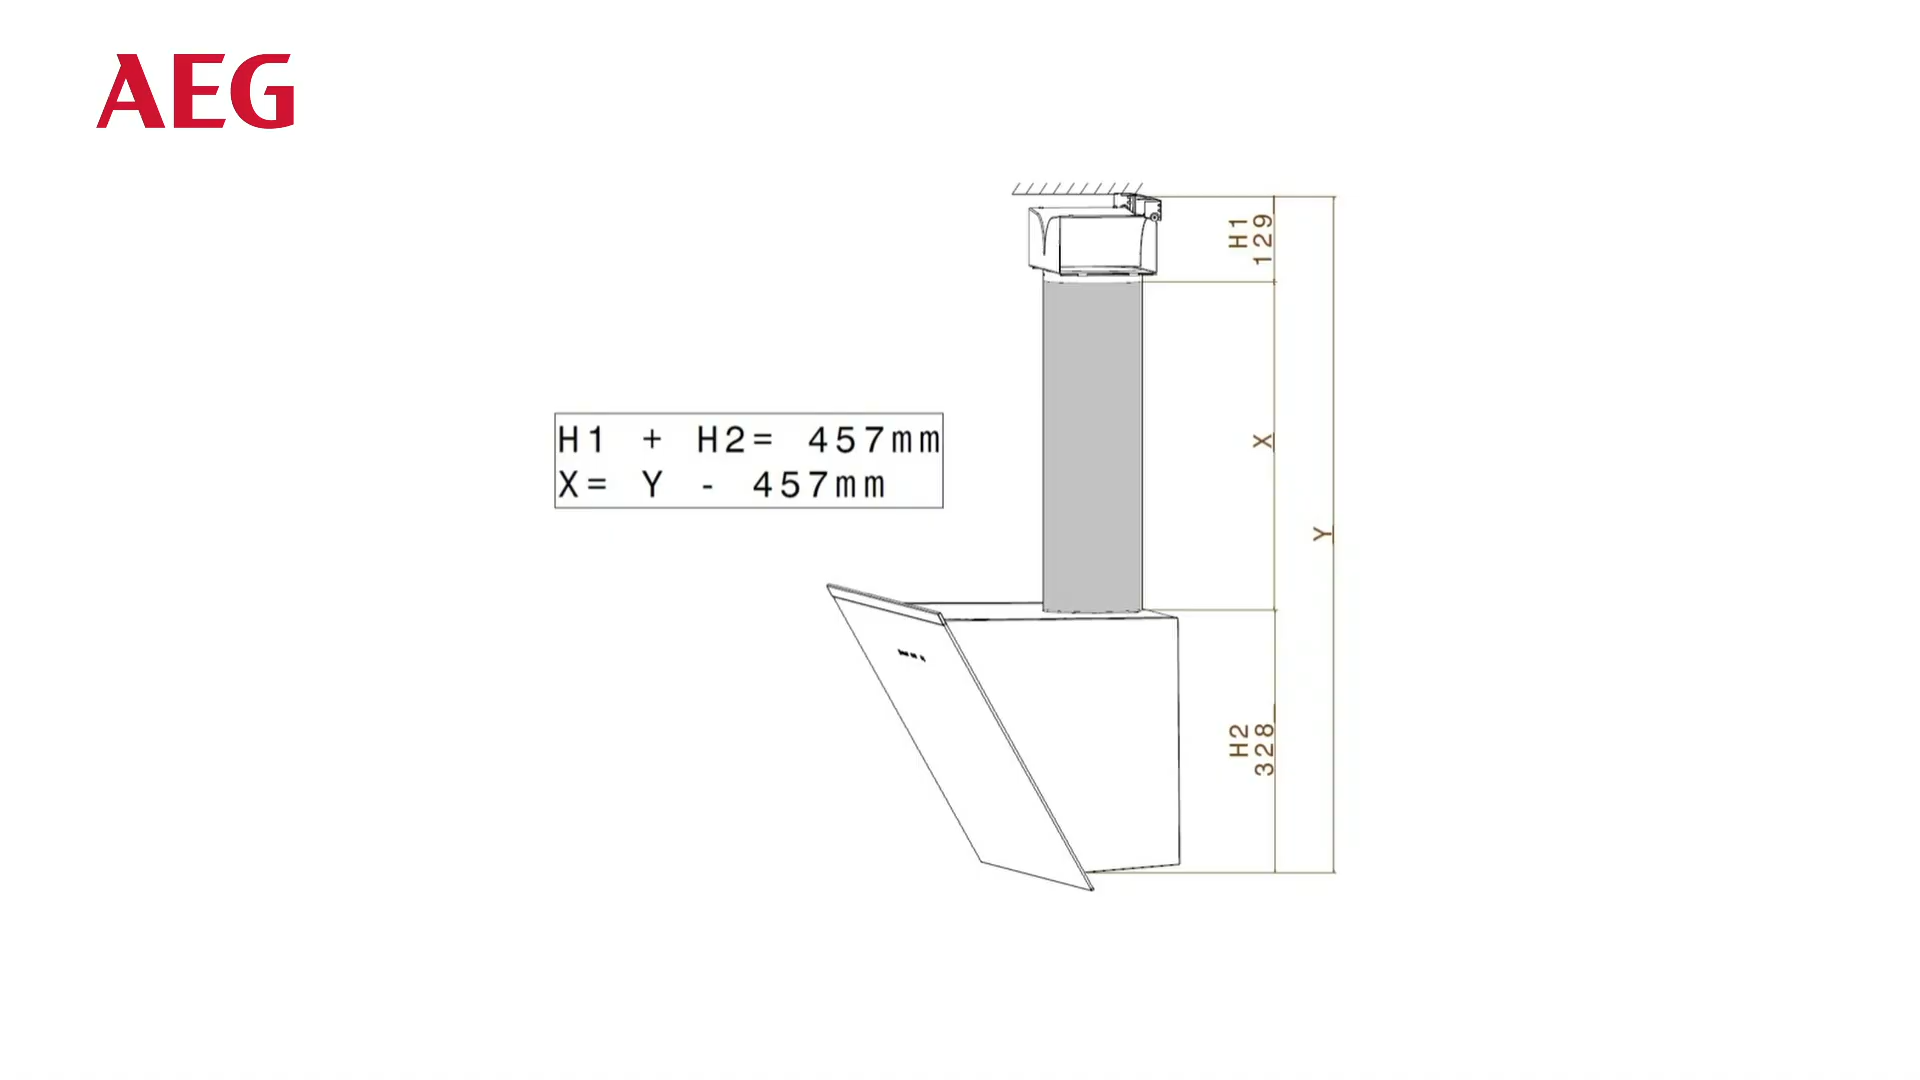 AEG
H1
129
H1 + H2= 457mm
X= Y - 457mm
X
Y
H2
328